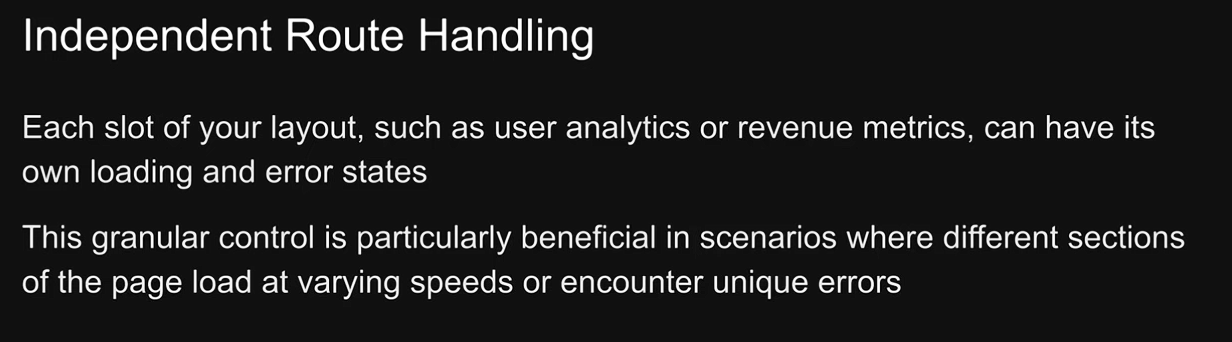 Independent Route Handling
Each slot of your layout, such as user analytics or revenue metrics, can have its
own loading and error states
This granular control is particularly beneficial in scenarios where different sections
of the page load at varying speeds or encounter unique errors